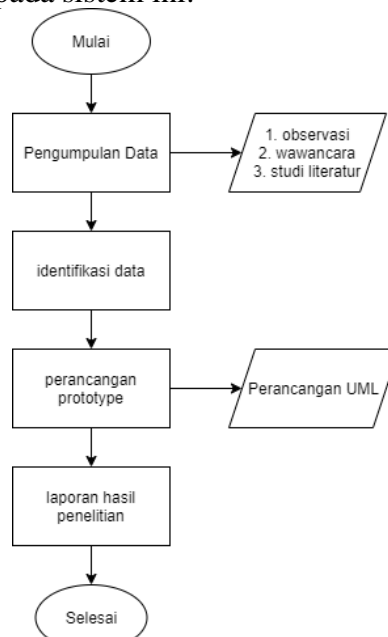 pada sistem ini.
Mulai
Pengumpulan Data
1. observasi
2. wawancara
3. studi literatur
identifikasi data
perancangan
prototype
Perancangan UML
laporan hasil
penelitian
Selesai